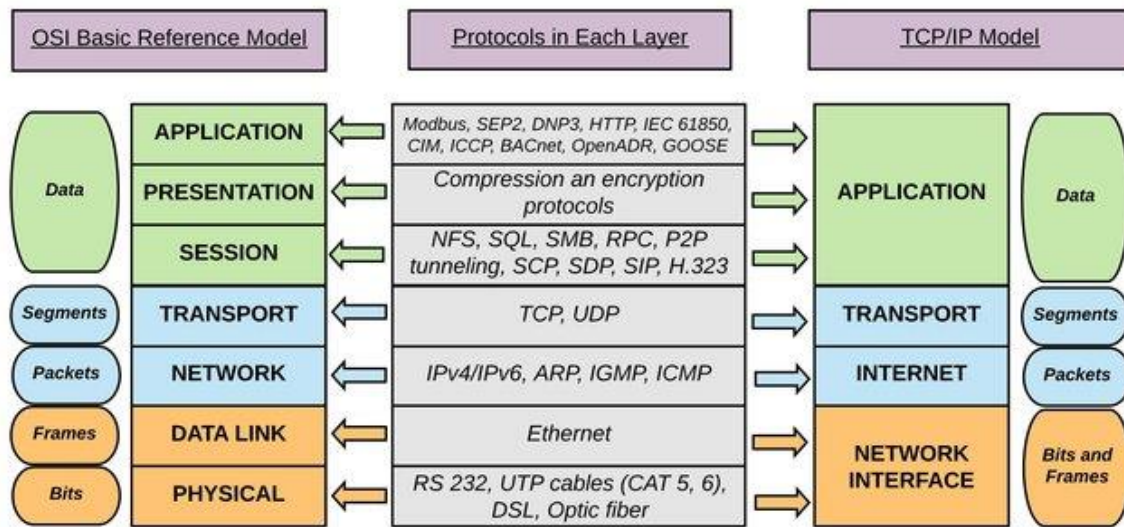 OSI Basic Reference Model
Protocols in Each Layer
TCP/IP Model
Data
APPLICATION
Modbus, SEP2, DNP3, HTTP, IEC 61850,
CIM, ICCP, BACnet, OpenADR, GOOSE
APPLICATION
Data
PRESENTATION
Compression an encryption
protocols
SESSION
NFS, SQL, SMB, RPC, P2P
tunneling, SCP, SDP, SIP, H.323
Segments
TRANSPORT
TCP, UDP
TRANSPORT
Segments
Packets
NETWORK
IPv4/IPv6, ARP, IGMP, ICMP
INTERNET
Packets
Frames
DATA LINK
Ethernet
NETWORK
INTERFACE
Bits and
Frames
Bits
PHYSICAL
RS 232, UTP cables (CAT 5, 6),
DSL, Optic fiber